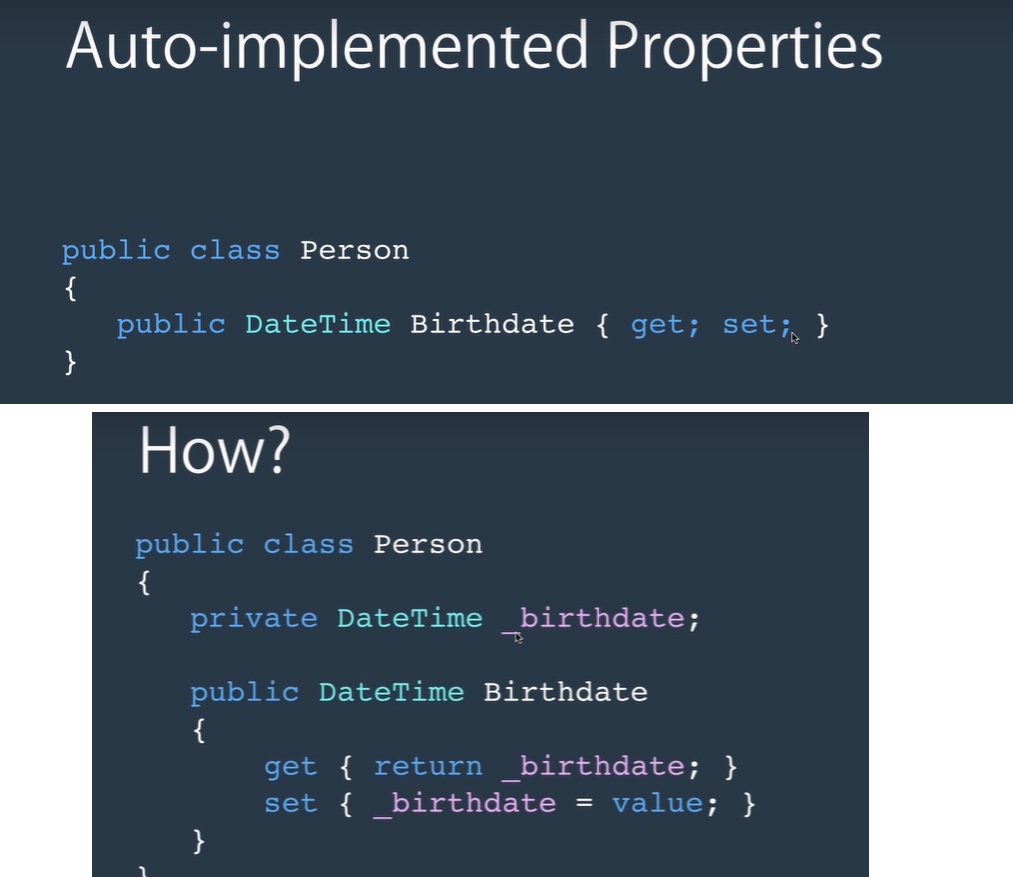 Auto-implemented Properties
public class Person
{
public DateTime Birthdate { get; set; }
}
How?
public class Person
{
private DateTime _birthdate;
public DateTime Birthdate
{
get { return _birthdate; }
set { _birthdate = value; }
}
}